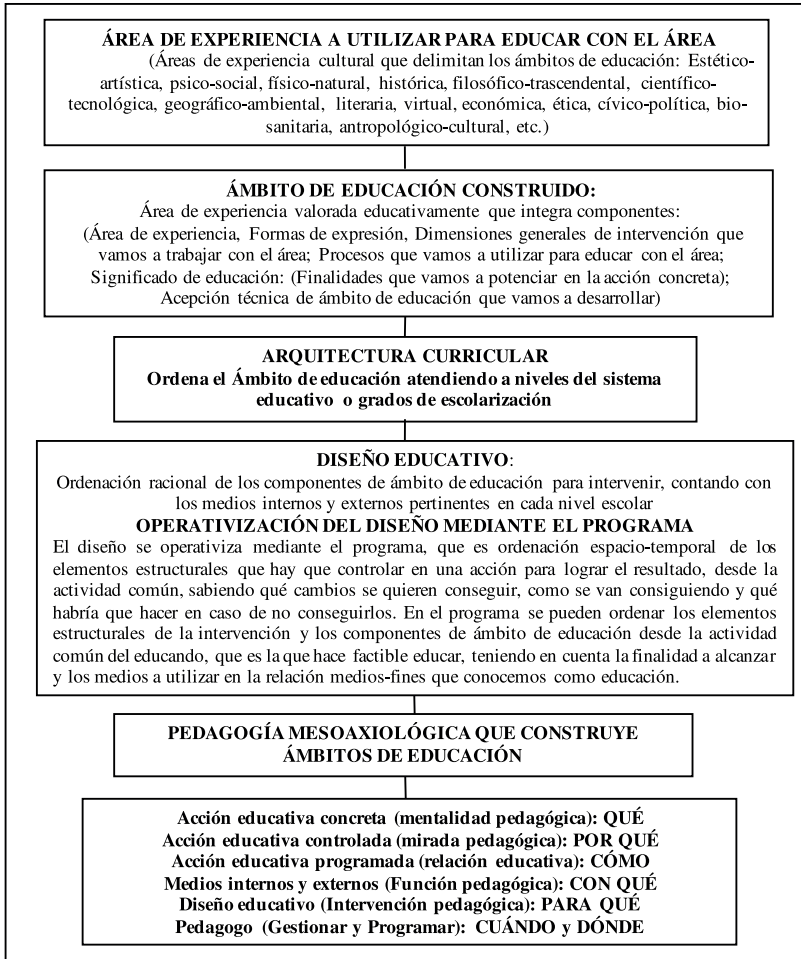 ÁREA DE EXPERIENCIA A UTILIZAR PARA EDUCAR CON EL ÁREA
(Áreas de experiencia cultural que delimitan los ámbitos de educación: Estético-
artística, psico-social, físico-natural, histórica, filosófico-trascendental, científico-
tecnológica, geográfico-ambiental, literaria, virtual, económica, ética, cívico-política, bio-
sanitaria, antropológico-cultural, etc.)
ÁMBITO DE EDUCACIÓN CONSTRUIDO:
Área de experiencia valorada educativamente que integra componentes:
(Área de experiencia, Formas de expresión, Dimensiones generales de intervención que
vamos a trabajar con el área; Procesos que vamos a utilizar para educar con el área;
Significado de educación: (Finalidades que vamos a potenciar en la acción concreta);
Acepción técnica de ámbito de educación que vamos a desarrollar)
ARQUITECTURA CURRICULAR
Ordena el Ámbito de educación atendiendo a niveles del sistema
educativo o grados de escolarización
DISEÑO EDUCATIVO:
Ordenación racional de los componentes de ámbito de educación para intervenir, contando con
los medios internos y externos pertinentes en cada nivel escolar
OPERATIVIZACIÓN DEL DISEÑO MEDIANTE EL PROGRAMA
El diseño se operativiza mediante el programa, que es ordenación espacio-temporal de los
elementos estructurales que hay que controlar en una acción para lograr el resultado, desde la
actividad común, sabiendo qué cambios se quieren conseguir, como se van consiguiendo y qué
habría que hacer en caso de no conseguirlos. En el programa se pueden ordenar los elementos
estructurales de la intervención y los componentes de ámbito de educación desde la actividad
común del educando, que es la que hace factible educar, teniendo en cuenta la finalidad a alcanzar
y los medios a utilizar en la relación medios-fines que conocemos como educación.
PEDAGOGÍA MESOAXIOLÓGICA QUE CONSTRUYE
ÁMBITOS DE EDUCACIÓN
Acción educativa concreta (mentalidad pedagógica): QUÉ
Acción educativa controlada (mirada pedagógica): POR QUÉ
Acción educativa programada (relación educativa): CÓMO
Medios internos y externos (Función pedagógica): CON QUÉ
Diseño educativo (Intervención pedagógica): PARA QUÉ
Pedagogo (Gestionar y Programar): CUÁNDO y DÓNDE